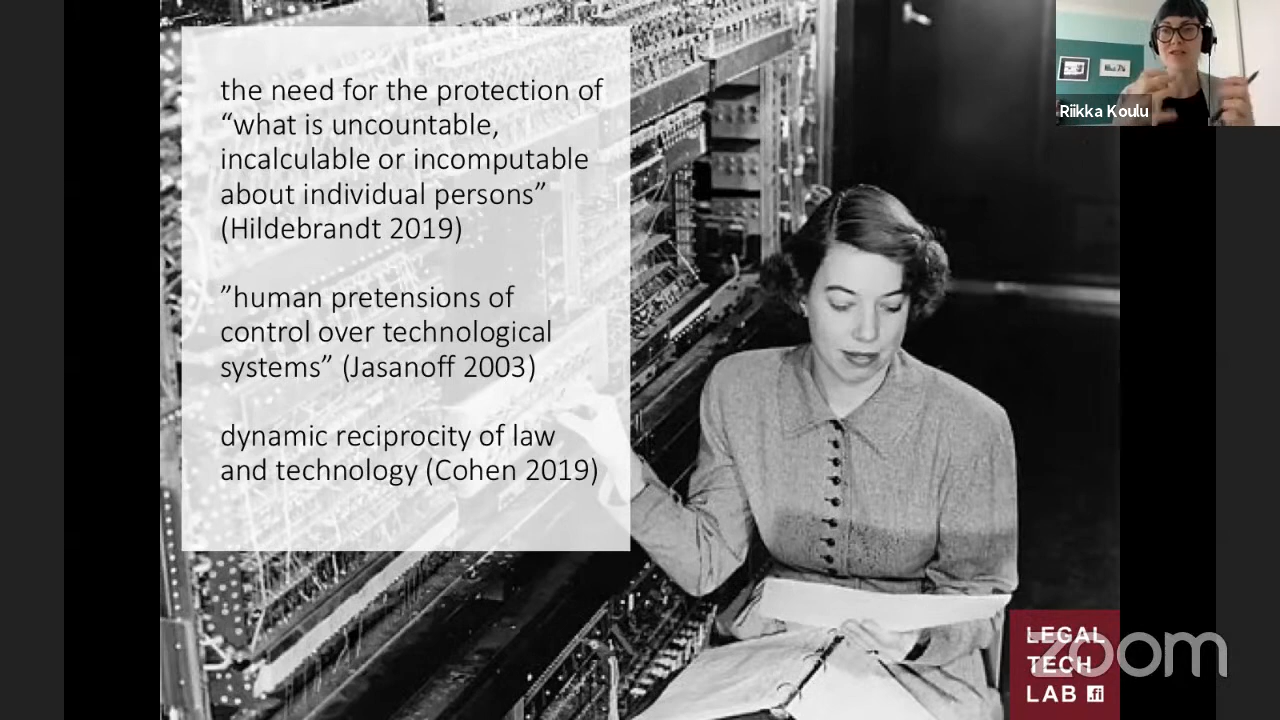 the need for the protection of
“what is uncountable,
incalculable or incomputable
about individual persons”
(Hildebrandt 2019)
”human pretensions of
control over technological
systems” (Jasanoff 2003)
dynamic reciprocity of law
and technology (Cohen 2019)
Riikka Koulu
LEGAL
TECH
LAB .fi
zoom